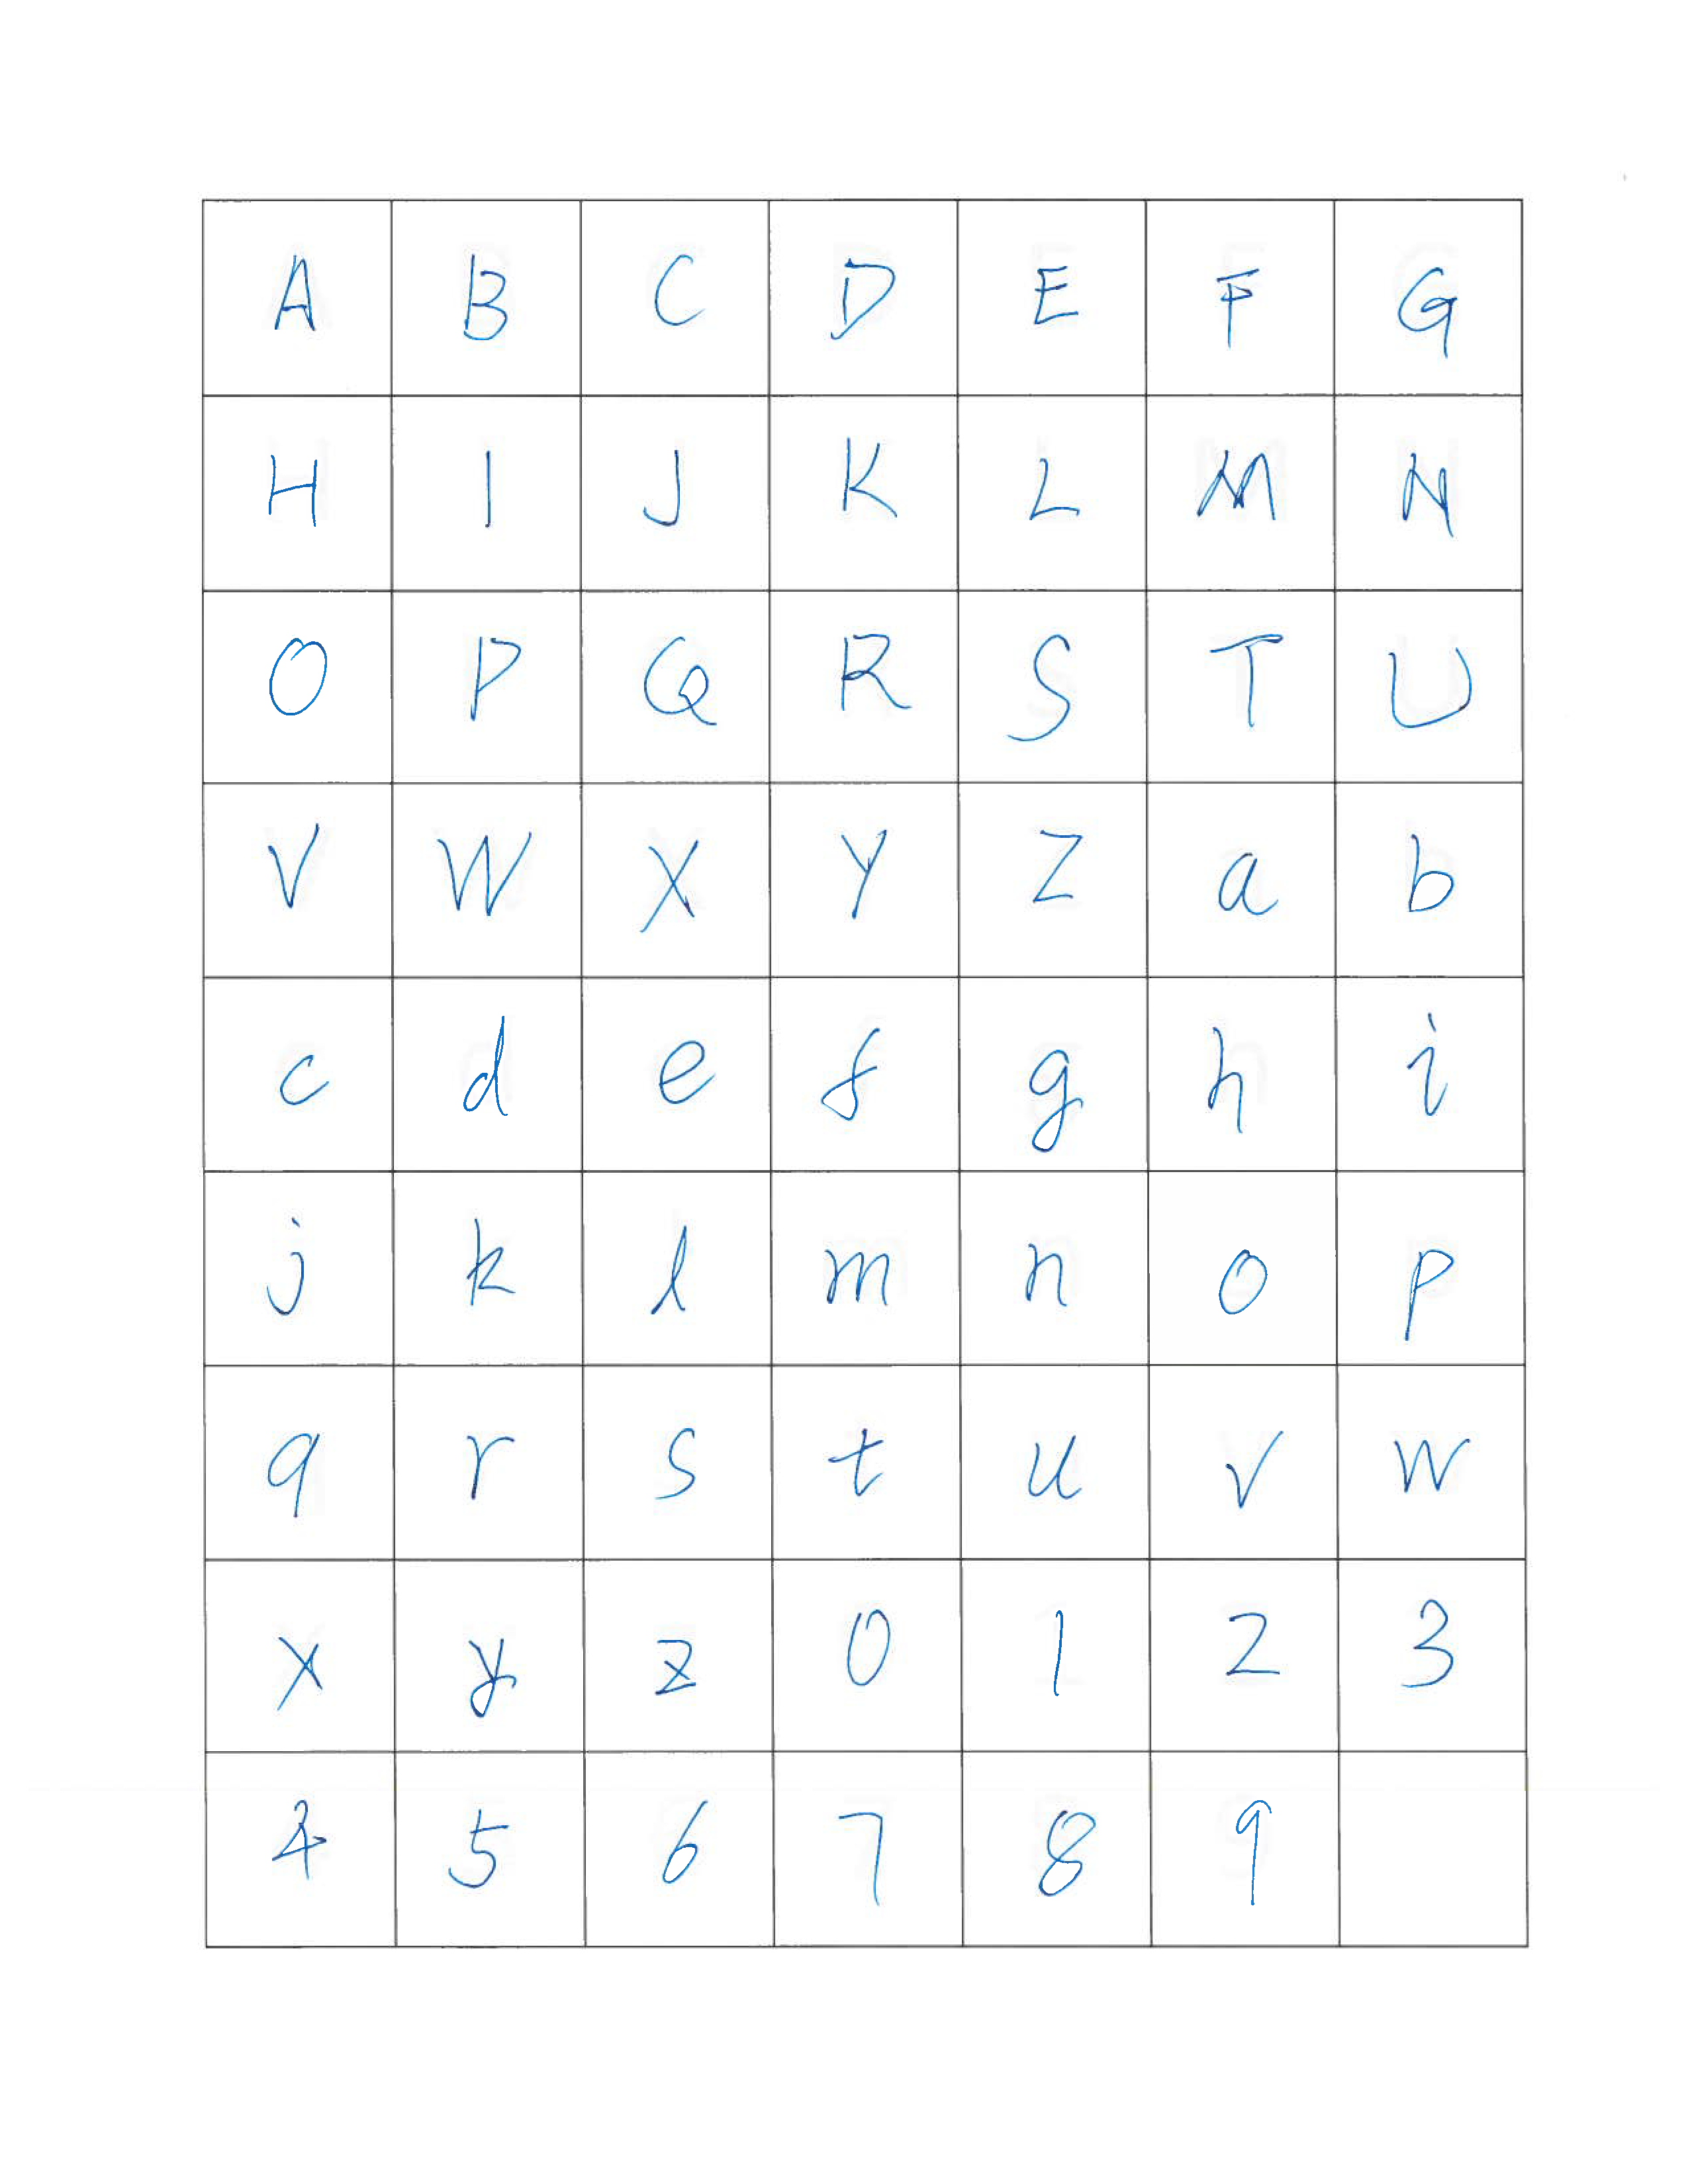 A B C D E F G
H I J K L M N
O P Q R S T U
V W X Y Z a b
c d e f g h i
j k l m n o p
q r s t u v w
x y z 0 1 2 3
4 5 6 7 8 9